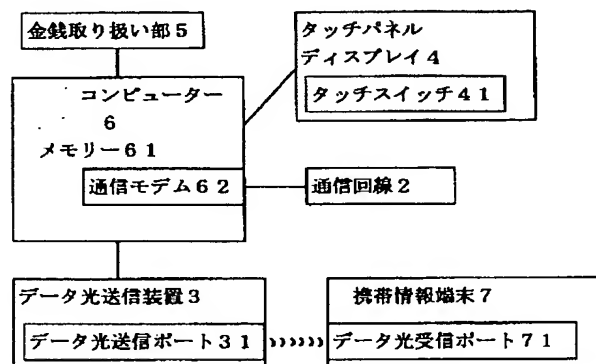 金銭取り扱い部５
タッチパネル
ディスプレイ４
タッチスイッチ４１
コンピューター
６
メモリー６１
通信モデム６２
通信回線２
データ光送信装置３
データ光送信ポート３１
携帯情報端末７
データ光受信ポート７１